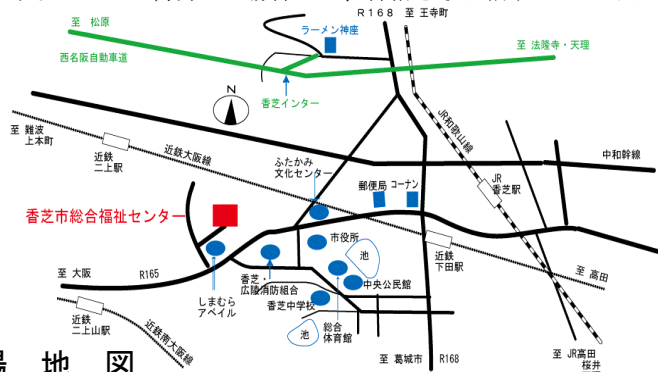 R168 至 王寺町
至 松原
ラーメン神座
西名阪自動車道
至 法隆寺・天理
N
香芝インター
至 難波
上本町
近鉄
二上駅
近鉄大阪線
ふたかみ
文化センター
JR和歌山線
中和幹線
郵便局
コーナン
JR
香芝駅
香芝市総合福祉センター
市役所
池
近鉄
下田駅
至 大阪
R165
しまむら
アベイル
香芝・
広陵消防組合
中央公民館
至 高田
香芝中学校
近鉄
二上山駅
近鉄南大阪線
池
総合
体育館
至 葛城市
R168
至 JR高田
桜井
地 図